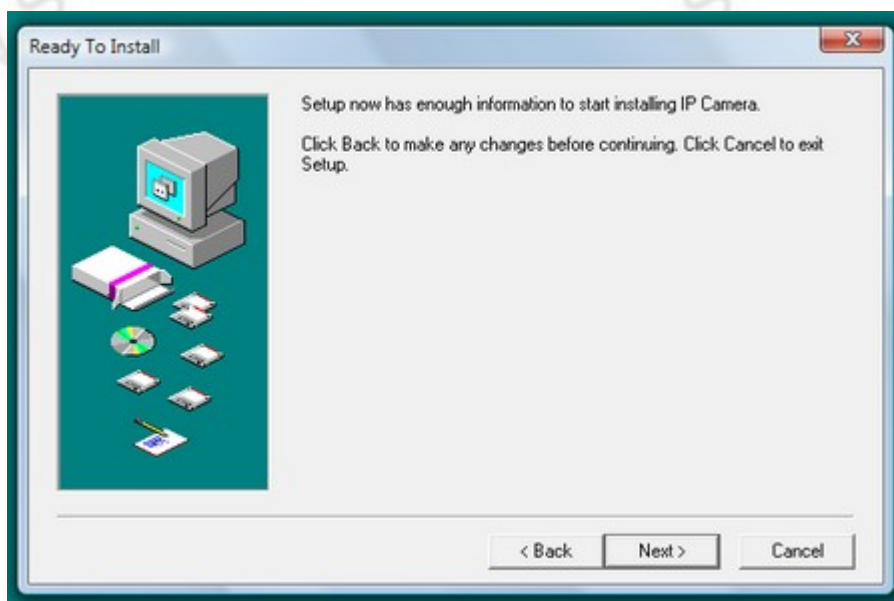 Ready To Install
Setup now has enough information to start installing IP Camera.
Click Back to make any changes before continuing. Click Cancel to exit
Setup.
< Back
Next >
Cancel